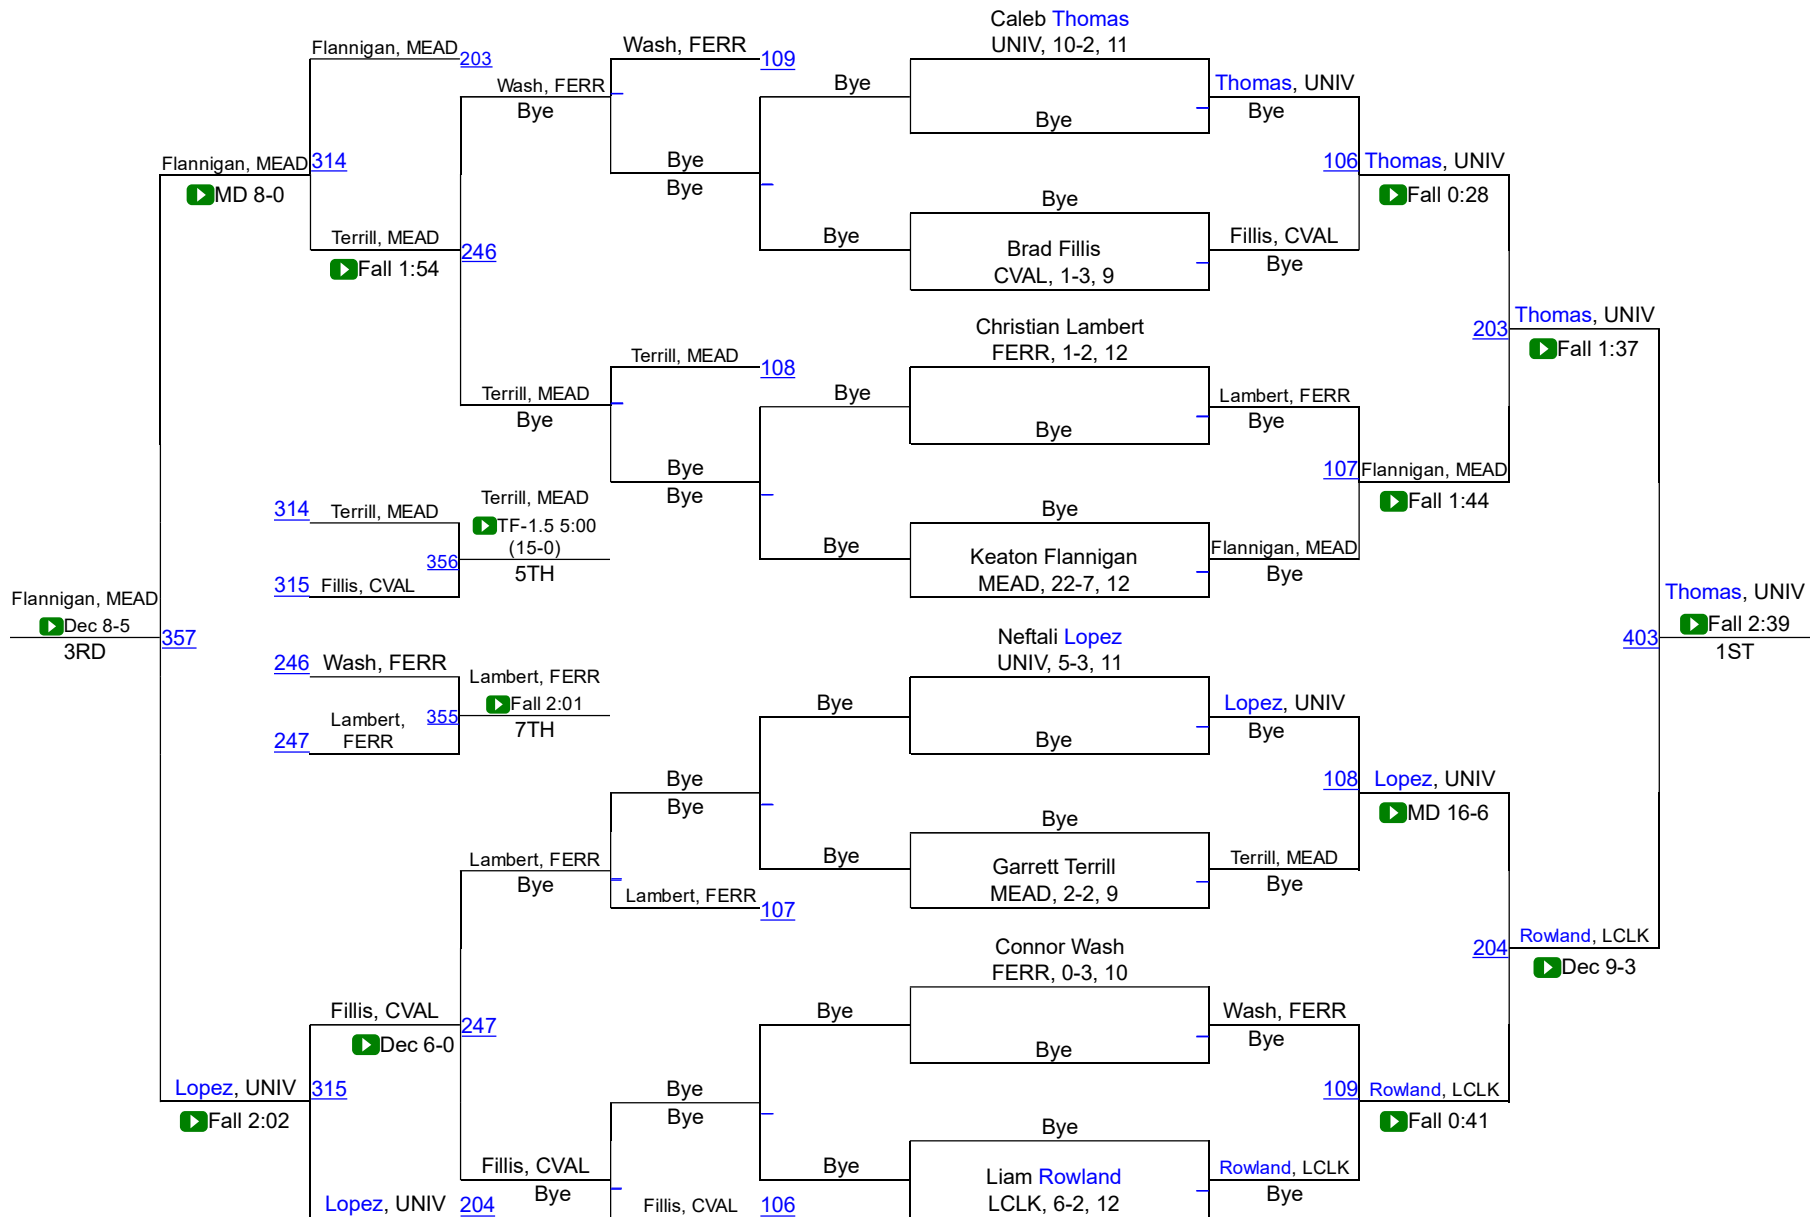 Caleb Thomas
UNIV, 10-2, 11
Flannigan, MEAD
203
Wash, FERR
109
Wash, FERR
Bye
Bye
Bye
Thomas, UNIV
Bye
Flannigan, MEAD
314
MD 8-0
Bye
Bye
106
Thomas, UNIV
Fall 0:28
Bye
Terrill, MEAD
246
Fall 1:54
Bye
Brad Fillis
CVAL, 1-3, 9
Fillis, CVAL
Bye
Christian Lambert
FERR, 1-2, 12
203
Thomas, UNIV
Fall 1:37
Terrill, MEAD
108
Terrill, MEAD
Bye
Bye
Bye
Lambert, FERR
Bye
Bye
Bye
107
Flannigan, MEAD
Fall 1:44
314
Terrill, MEAD
Terrill, MEAD
TF-1.5 5:00
(15-0)
5TH
356
315
Fillis, CVAL
Bye
Bye
Keaton Flannigan
MEAD, 22-7, 12
Flannigan, MEAD
Bye
Flannigan, MEAD
Dec 8-5
3RD
357
Thomas, UNIV
Fall 2:39
1ST
403
Neftali Lopez
UNIV, 5-3, 11
246
Wash, FERR
Lambert, FERR
Fall 2:01
7TH
355
247
Lambert,
FERR
Bye
Bye
Lopez, UNIV
Bye
Bye
Bye
108
Lopez, UNIV
MD 16-6
Bye
Lambert, FERR
Bye
Bye
Garrett Terrill
MEAD, 2-2, 9
Terrill, MEAD
Bye
Lambert, FERR
107
Connor Wash
FERR, 0-3, 10
204
Rowland, LCLK
Dec 9-3
Fillis, CVAL
247
Dec 6-0
Bye
Bye
Wash, FERR
Bye
Lopez, UNIV
315
Fall 2:02
Bye
Bye
109
Rowland, LCLK
Fall 0:41
Bye
Fillis, CVAL
Bye
Bye
Liam Rowland
LCLK, 6-2, 12
Rowland, LCLK
Bye
Lopez, UNIV
204
Fillis, CVAL
106